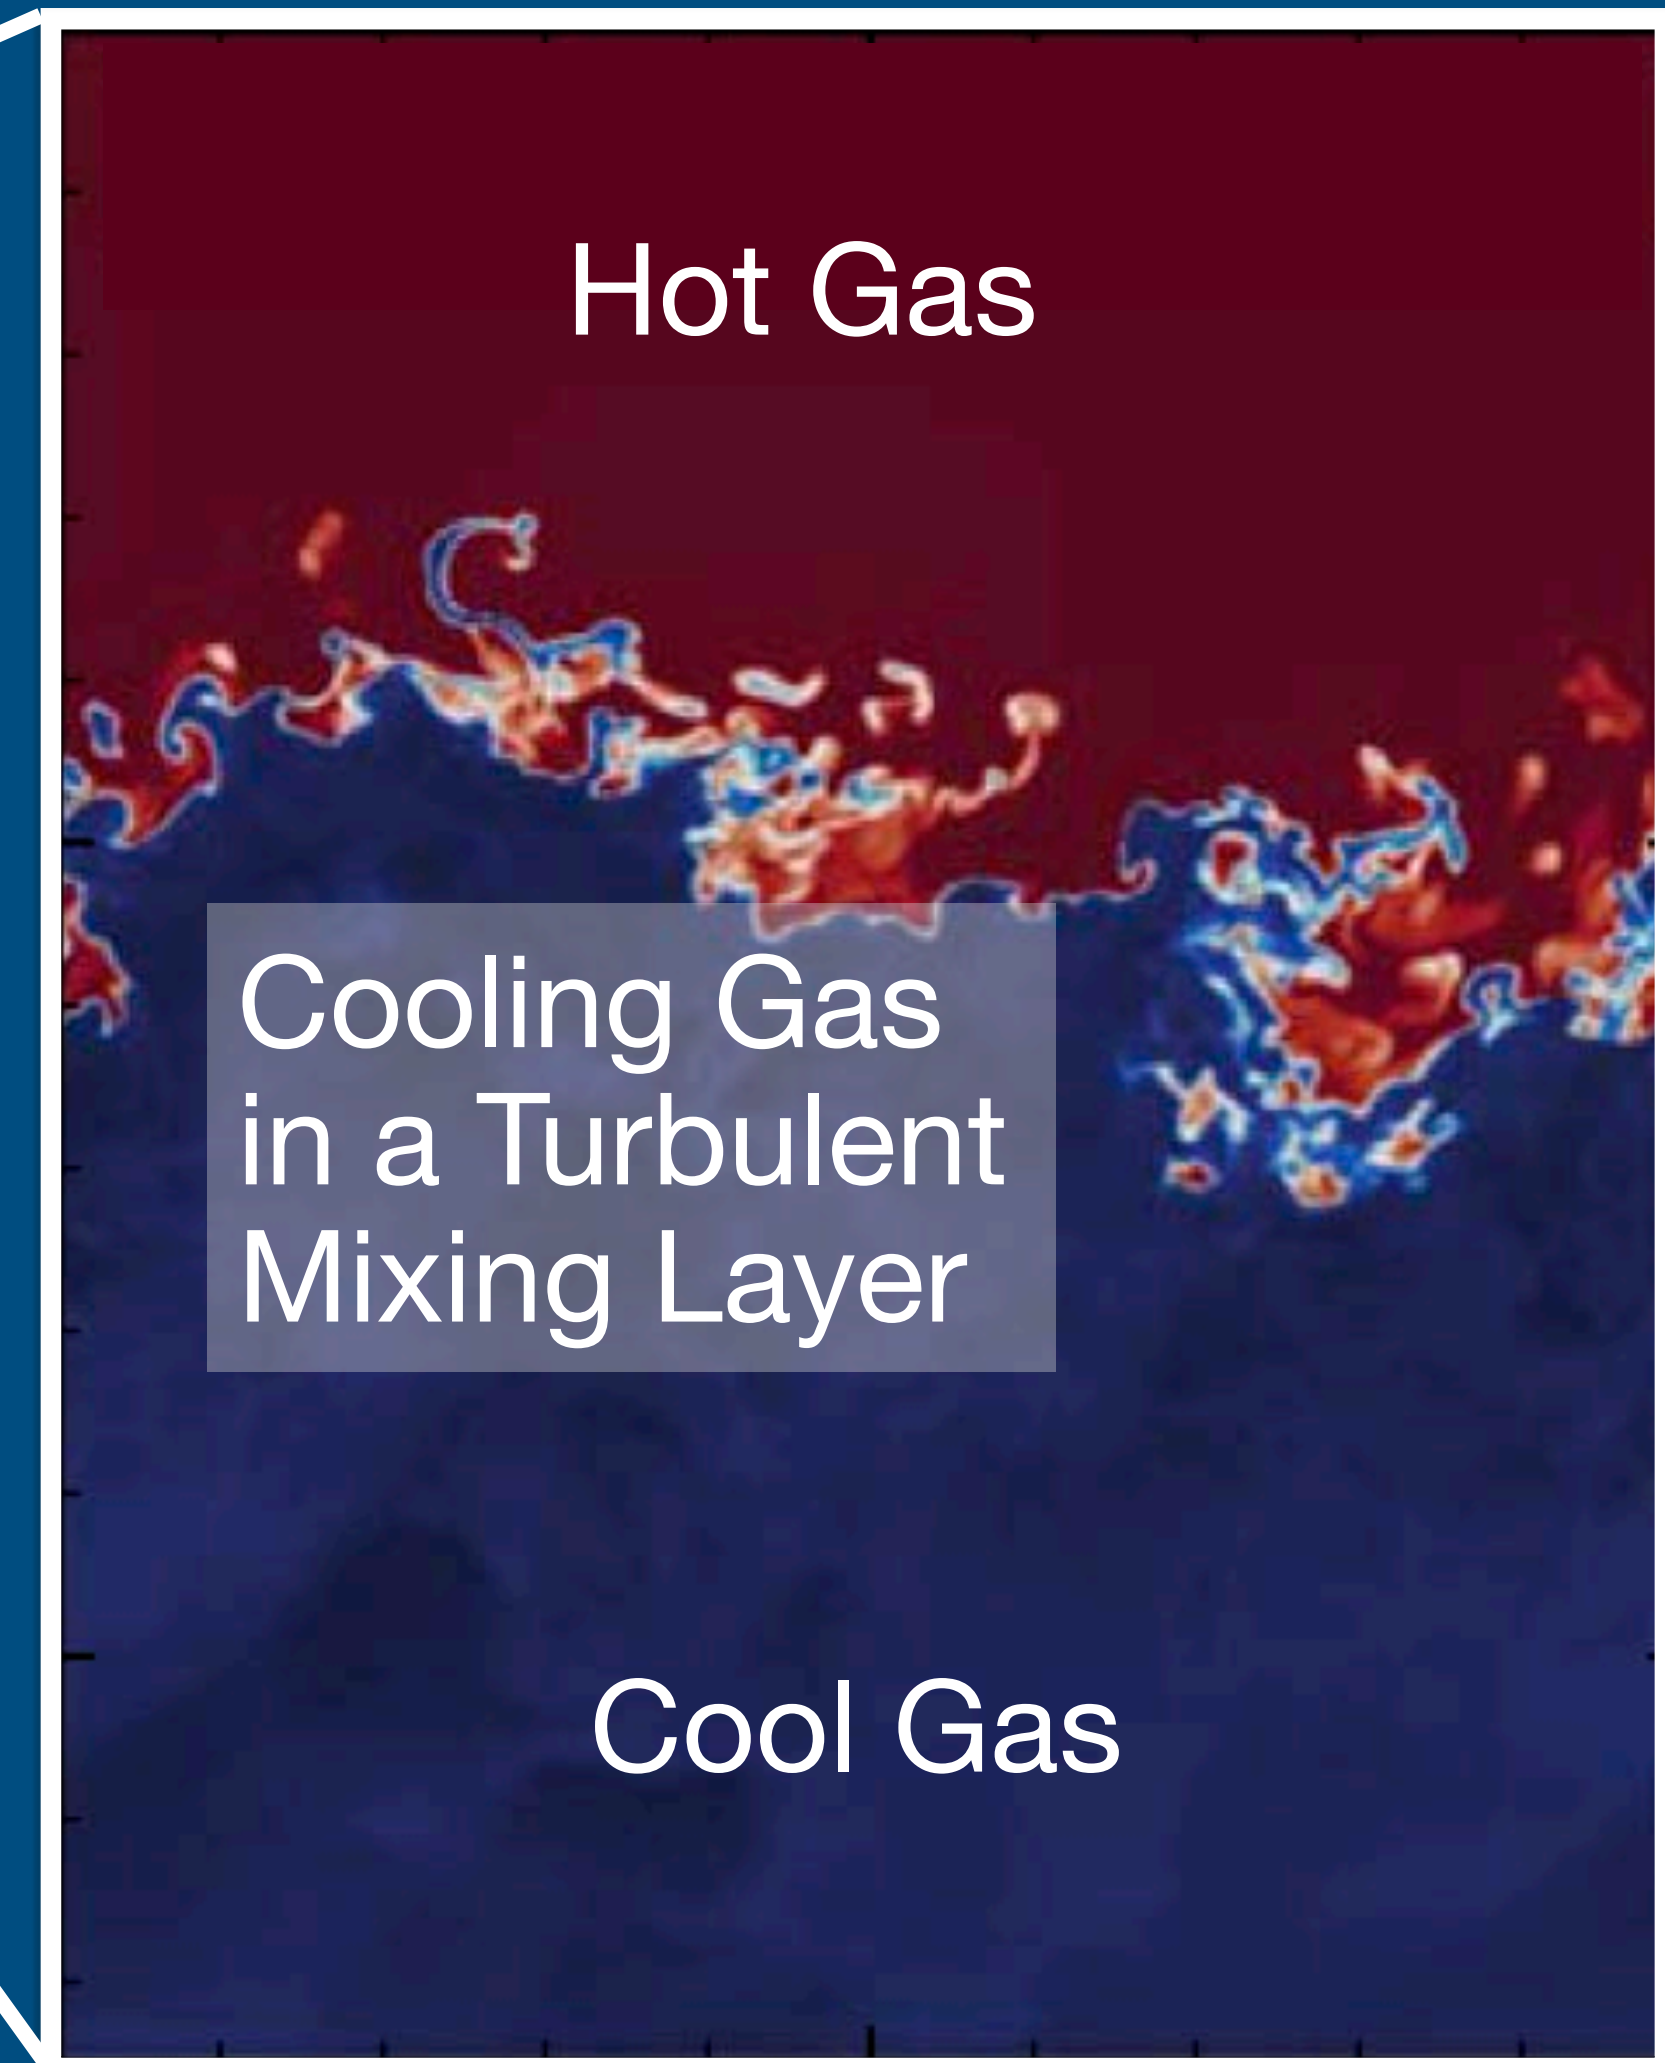 Hot Gas
Cooling Gas
in a Turbulent
Mixing Layer
Cool Gas